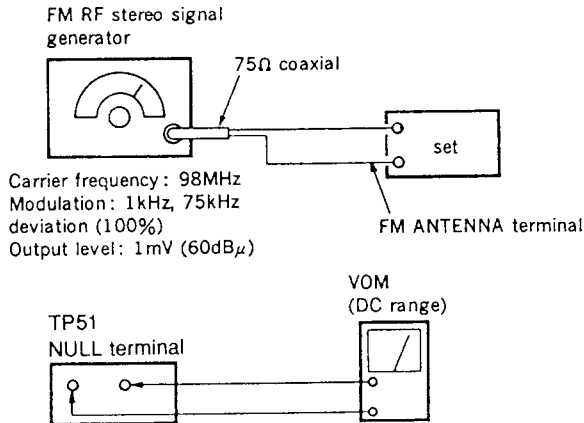 FM RF stereo signal
generator
75Ω coaxial
set
Carrier frequency: 98MHz
Modulation: 1kHz, 75kHz
deviation (100%)
Output level: 1mV (60dBμ)
FM ANTENNA terminal
VOM
(DC range)
TP51
NULL terminal